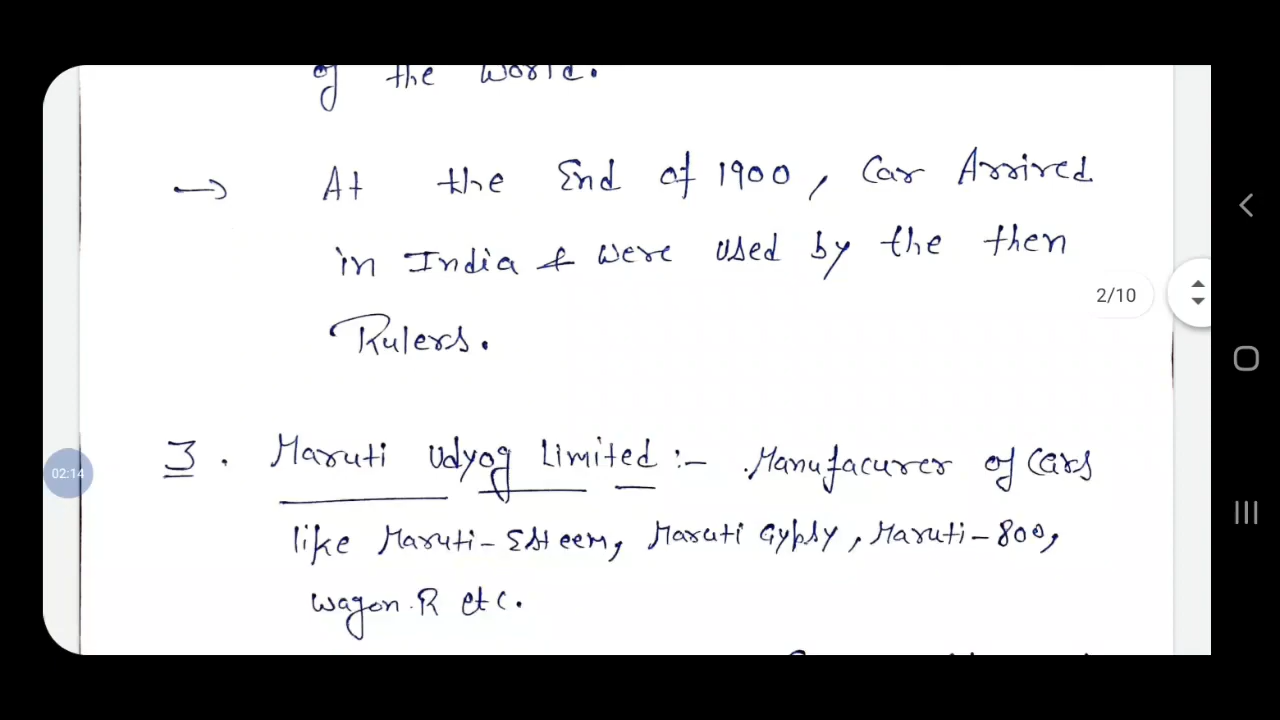 of the World.
→ At the End of 1900, Car Arrived
in India & were used by the then
Rulers.
2/10
3. Maruti Udyog Limited :- Manufacurer of Cars
02:14
like Maruti-Esteem, Maruti Gypsy, Maruti-800,
Wagon.R etc.